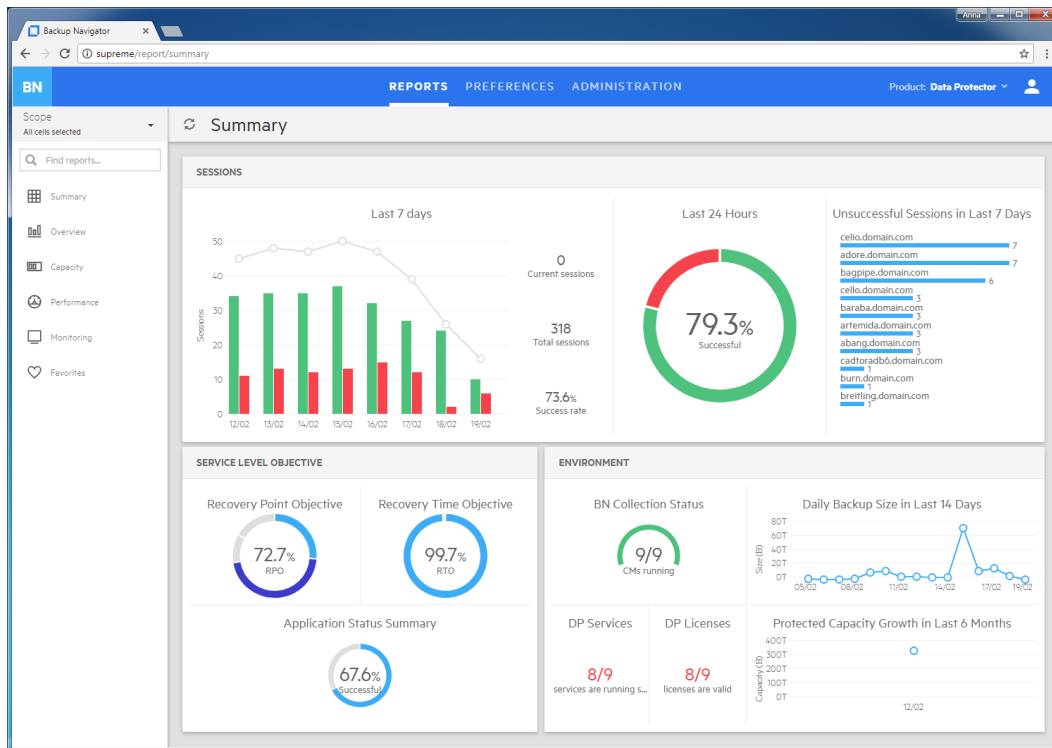 Anna
Backup Navigator
supreme/report/summary
BN
REPORTS PREFERENCES ADMINISTRATION
Product: Data Protector
Scope
All cells selected
Find reports...
Summary
Overview
Capacity
Performance
Monitoring
Favorites
Summary
SESSIONS
Last 7 days
Sessions
50
40
30
20
10
0
12/02 13/02 14/02 15/02 16/02 17/02 18/02 19/02
0
Current sessions
318
Total sessions
73.6%
Success rate
Last 24 Hours
79.3%
Successful
Unsuccessful Sessions in Last 7 Days
celio.domain.com
7
adore.domain.com
7
bagpipe.domain.com
6
cello.domain.com
3
baraba.domain.com
3
artemida.domain.com
3
abang.domain.com
3
cadtoradb6.domain.com
1
burn.domain.com
1
breitling.domain.com
1
SERVICE LEVEL OBJECTIVE
Recovery Point Objective
72.7%
RPO
Recovery Time Objective
99.7%
RTO
Application Status Summary
67.6%
Successful
ENVIRONMENT
BN Collection Status
9/9
CMs running
DP Services
8/9
services are running s...
DP Licenses
8/9
licenses are valid
Daily Backup Size in Last 14 Days
Size (B)
80T
60T
40T
20T
0T
05/02 08/02 11/02 14/02 17/02 19/02
Protected Capacity Growth in Last 6 Months
Capacity (B)
400T
300T
200T
100T
0T
12/02